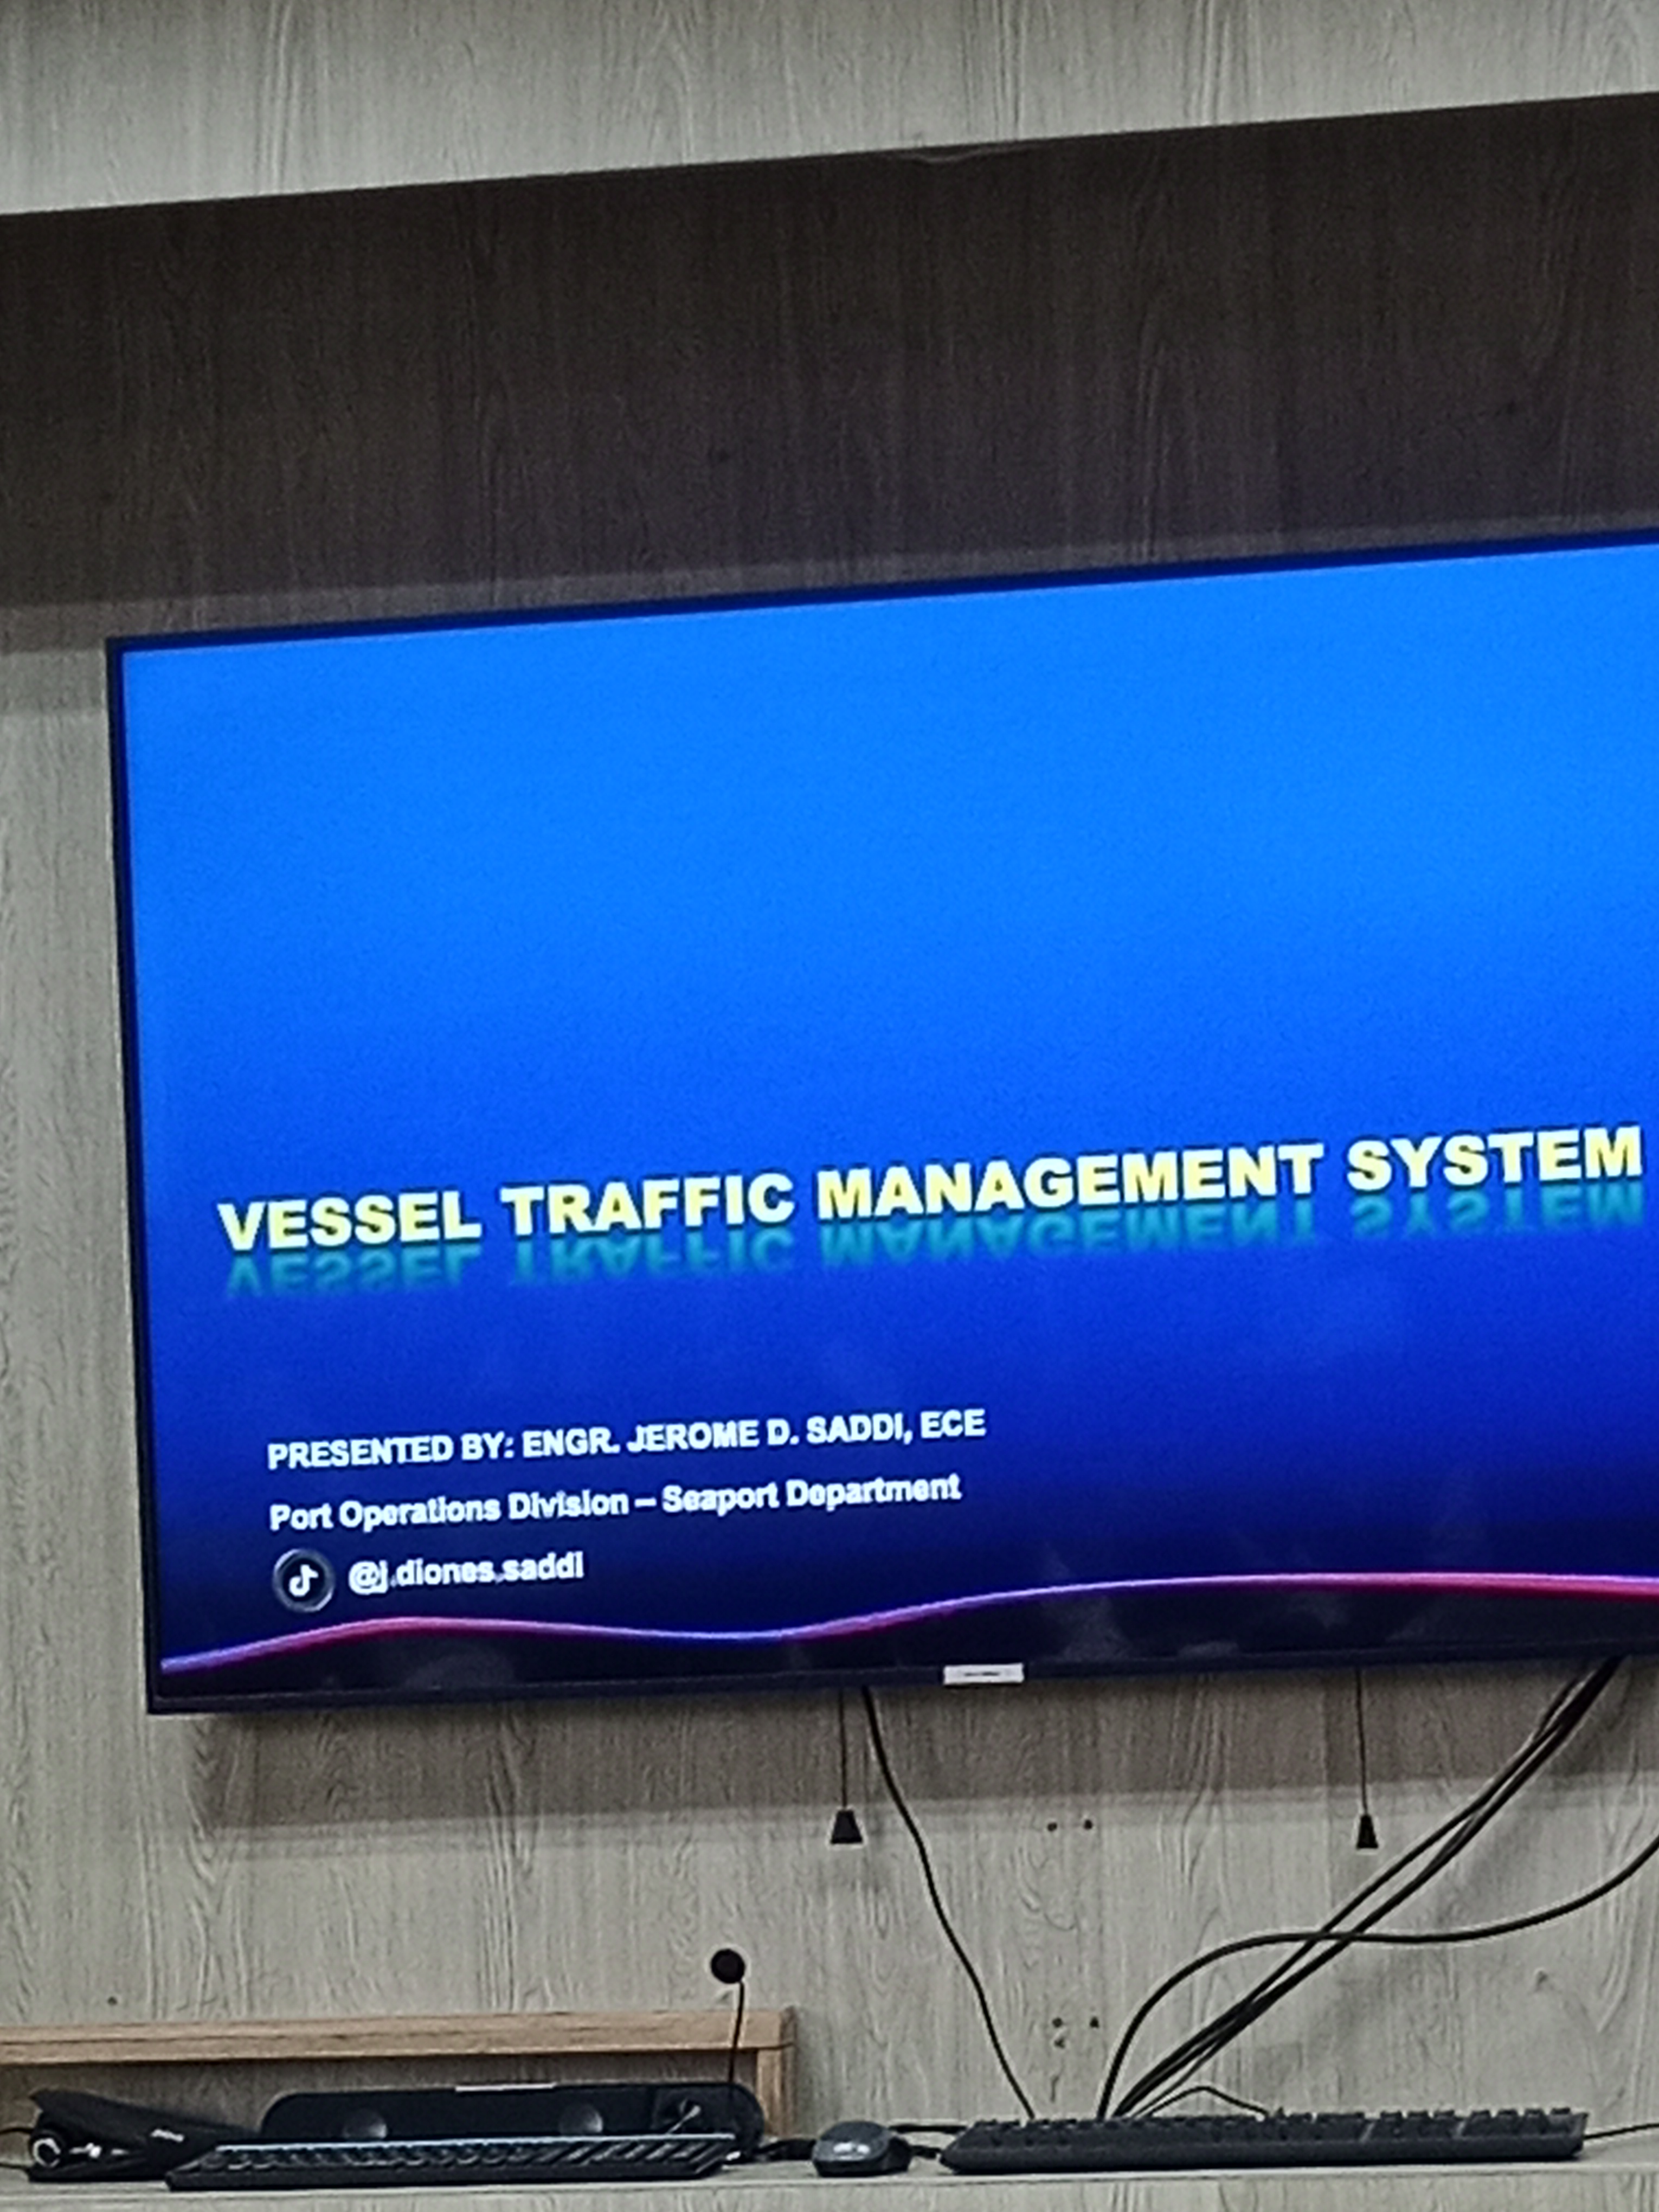 VESSEL TRAFFIC MANAGEMENT SYSTEM
PRESENTED BY: ENGR. JEROME D. SADDI, ECE
Port Operations Division – Seaport Department
@j.diones.saddi